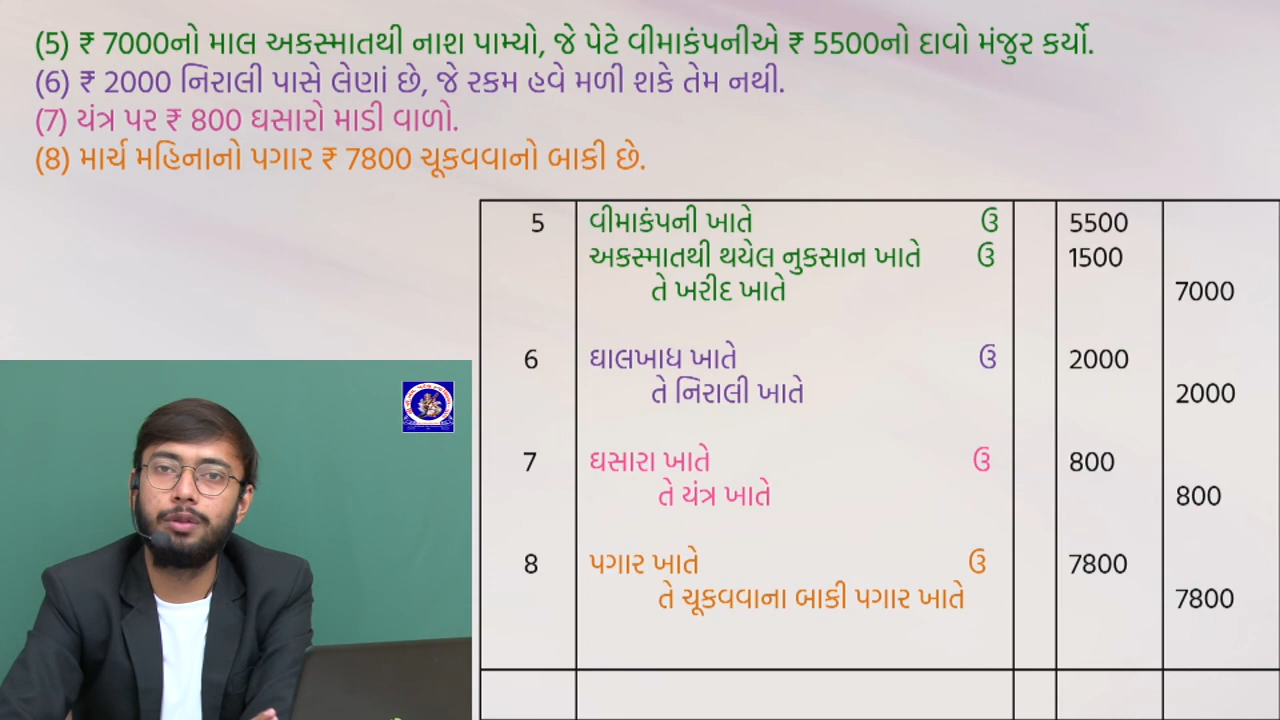 (5) ₹ 7000નો માલ અકસ્માતથી નાશ પામ્યો, જે પેટે વીમાકંપનીએ ₹ 5500નો દાવો મંજુર કર્યો.
(6) ₹ 2000 નિરાલી પાસે લેણાં છે, જે રકમ હવે મળી શકે તેમ નથી.
(7) યંત્ર પર ₹ 800 ઘસારો માડી વાળો.
(8) માર્ચ મહિનાનો પગાર ₹ 7800 ચૂકવવાનો બાકી છે.
5 વીમાકંપની ખાતે ઉ 5500
અકસ્માતથી થયેલ નુકસાન ખાતે ઉ 1500
તે ખરીદ ખાતે 7000
6 ઘાલખાધ ખાતે ઉ 2000
તે નિરાલી ખાતે 2000
7 ઘસારા ખાતે ઉ 800
તે યંત્ર ખાતે 800
8 પગાર ખાતે ઉ 7800
તે ચૂકવવાના બાકી પગાર ખાતે 7800